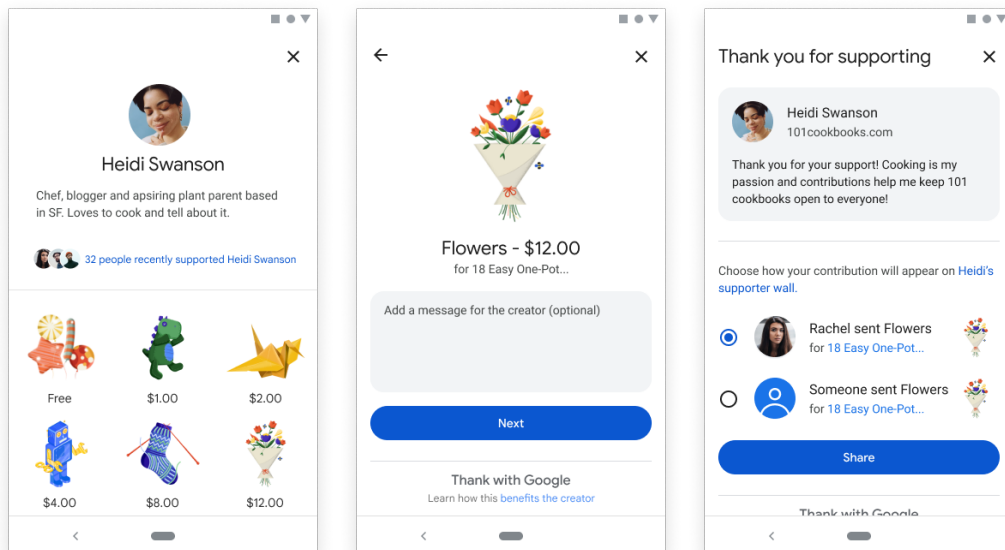 Heidi Swanson
Chef, blogger and apsiring plant parent based
in SF. Loves to cook and tell about it.
32 people recently supported Heidi Swanson
Free
$1.00
$2.00
$4.00
$8.00
$12.00
Flowers - $12.00
for 18 Easy One-Pot...
Add a message for the creator (optional)
Next
Thank with Google
Learn how this benefits the creator
Thank you for supporting
Heidi Swanson
101cookbooks.com
Thank you for your support! Cooking is my
passion and contributions help me keep 101
cookbooks open to everyone!
Choose how your contribution will appear on Heidi's
supporter wall.
Rachel sent Flowers
for 18 Easy One-Pot...
Someone sent Flowers
for 18 Easy One-Pot...
Share
Thank with Google